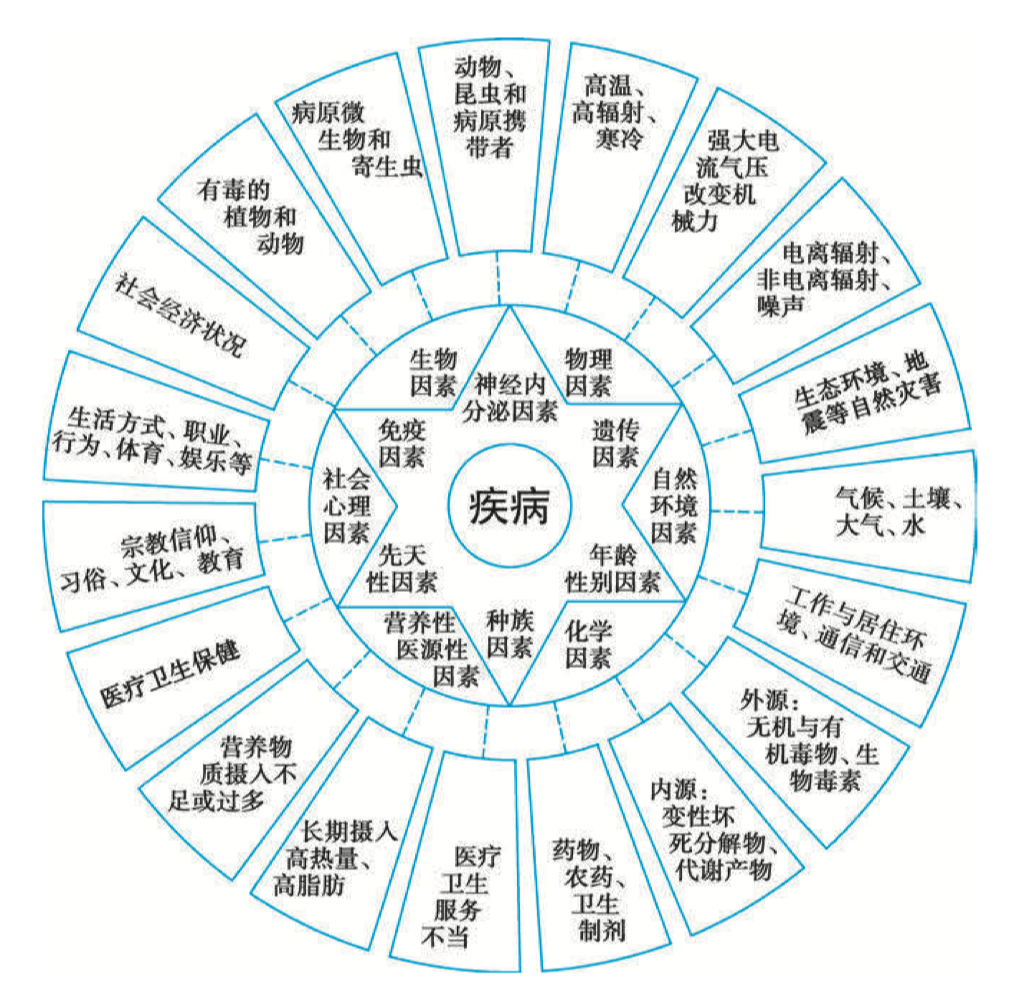 动物、
昆虫和
病原携
带者
高温、
高辐射、
寒冷
强大电
流气压
改变机
械力
电离辐射、
非电离辐射、
噪声
生态环境、地
震等自然灾害
气候、土壤、
大气、水
工作与居住环
境、通信和交通
外源：
无机与有
机毒物、生
物毒素
内源：
变性坏
死分解物、
代谢产物
药物、
农药、
卫生
制剂
医疗
卫生
服务
不当
长期摄入
高热量、
高脂肪
营养物
质摄入不
足或过多
医疗卫生保健
宗教信仰、
习俗、文化、教育
生活方式、职业、
行为、体育、娱乐等
社会经济状况
有毒的
植物和
动物
病原微
生物和
寄生虫
生物
因素
物理
因素
自然
环境
因素
化学
因素
营养性
医源性
因素
社会
心理
因素
神经内
分泌因素
遗传
因素
年龄
性别因素
种族
因素
先天
性因素
免疫
因素
疾病